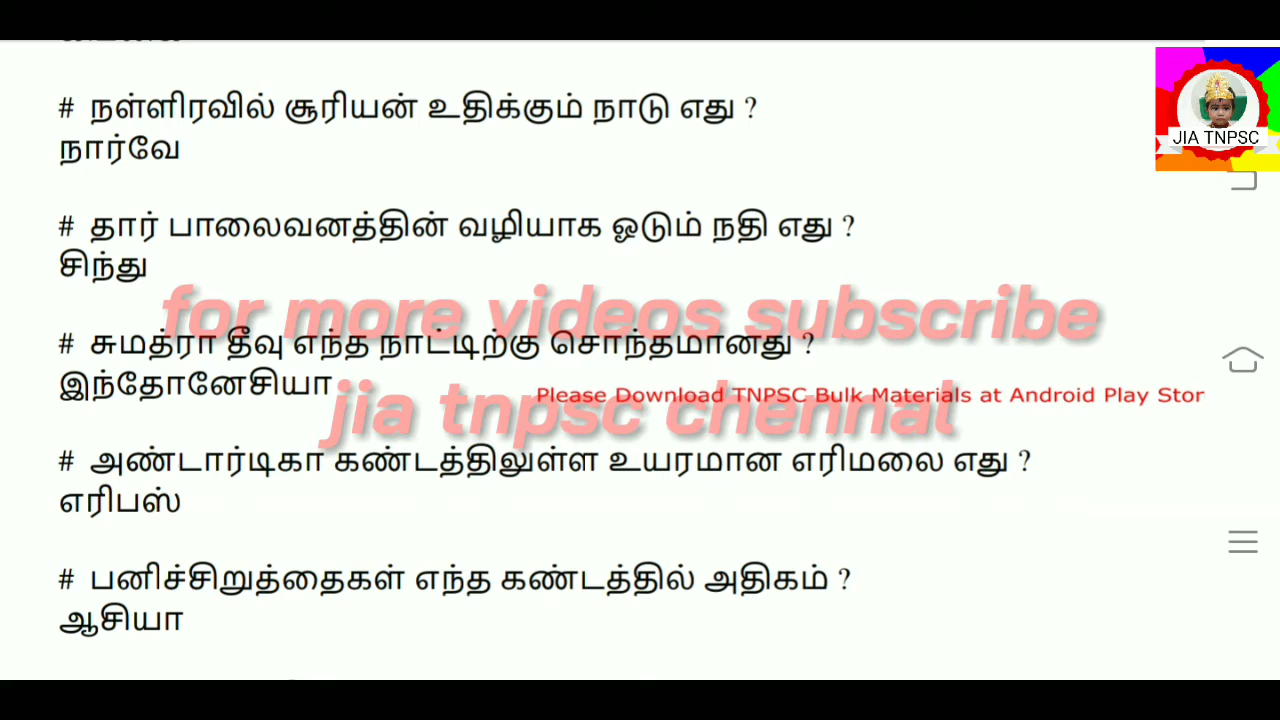 # நள்ளிரவில் சூரியன் உதிக்கும் நாடு எது ?
JIA TNPSC
நார்வே
# தார் பாலைவனத்தின் வழியாக ஓடும் நதி எது ?
சிந்து
for more videos subscribe
# சுமத்ரா தீவு எந்த நாட்டிற்கு சொந்தமானது ?
இந்தோனேசியா
Please Download TNPSC Bulk Materials at Android Play Stor
jia tnpsc chennal
# அண்டார்டிகா கண்டத்திலுள்ள உயரமான எரிமலை எது ?
எரிபஸ்
# பனிச்சிறுத்தைகள் எந்த கண்டத்தில் அதிகம் ?
ஆசியா